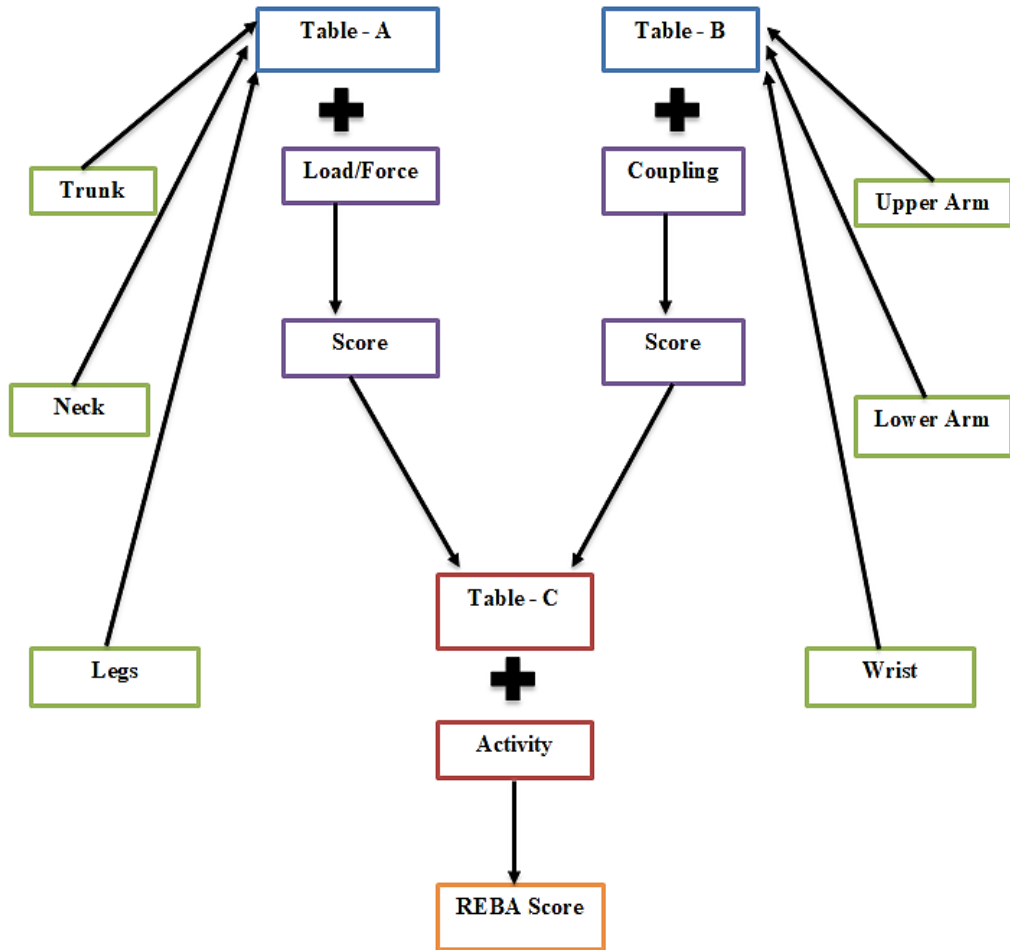 Table - A
Table - B
Load/Force
Coupling
Trunk
Upper Arm
Score
Score
Neck
Lower Arm
Table - C
Legs
Wrist
Activity
REBA Score